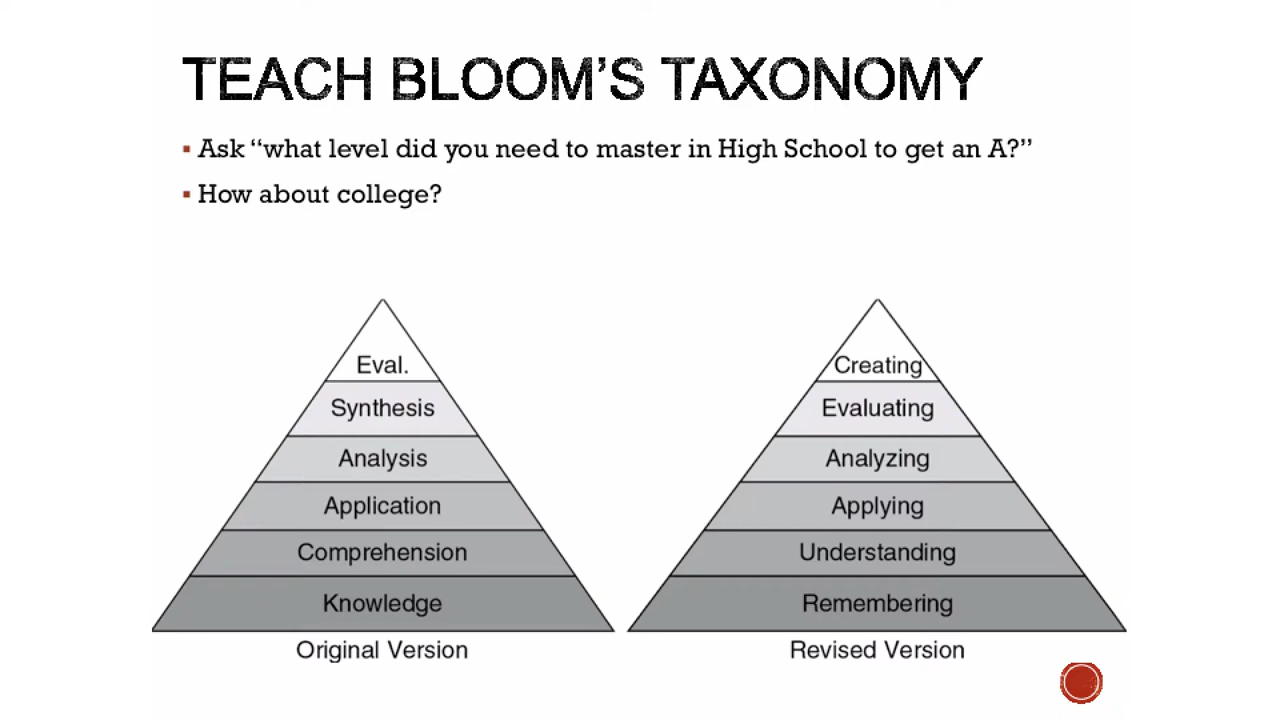 TEACH BLOOM’S TAXONOMY
▪ Ask “what level did you need to master in High School to get an A?”
▪ How about college?
Eval.
Synthesis
Analysis
Application
Comprehension
Knowledge
Original Version
Creating
Evaluating
Analyzing
Applying
Understanding
Remembering
Revised Version